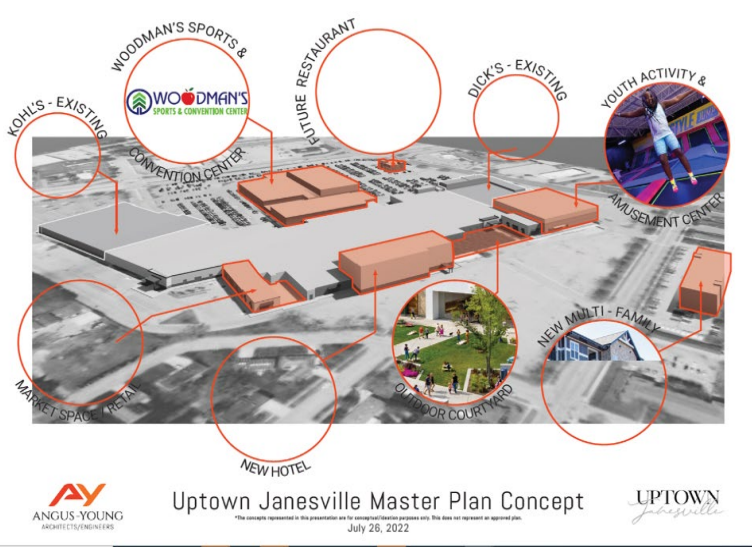 WOODMAN'S SPORTS &
CONVENTION CENTER
WOODMAN'S
SPORTS & CONVENTION CENTER
KOHL'S - EXISTING
FUTURE RESTAURANT
DICK'S - EXISTING
YOUTH ACTIVITY &
AMUSEMENT CENTER
MARKET SPACE / RETAIL
NEW HOTEL
OUTDOOR COURTYARD
NEW MULTI - FAMILY
AY
ANGUS-YOUNG
ARCHITECTS/ENGINEERS
Uptown Janesville Master Plan Concept
*The concepts represented in this presentation are for conceptual/ideation purposes only. This does not represent an approved plan.
July 26, 2022
UPTOWN
Janesville